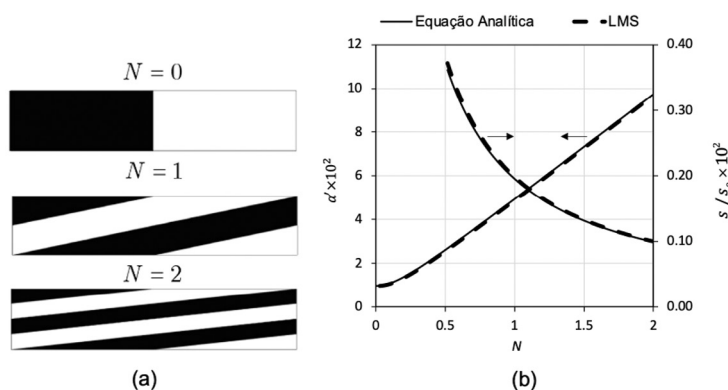 N = 0
N = 1
N = 2
(a)
Equação Analítica
LMS
12
10
8
6
4
2
0
α'×10²
0.40
0.30
0.20
0.10
0.00
s / s₀ ×10²
0
0.5
1
1.5
2
N
(b)